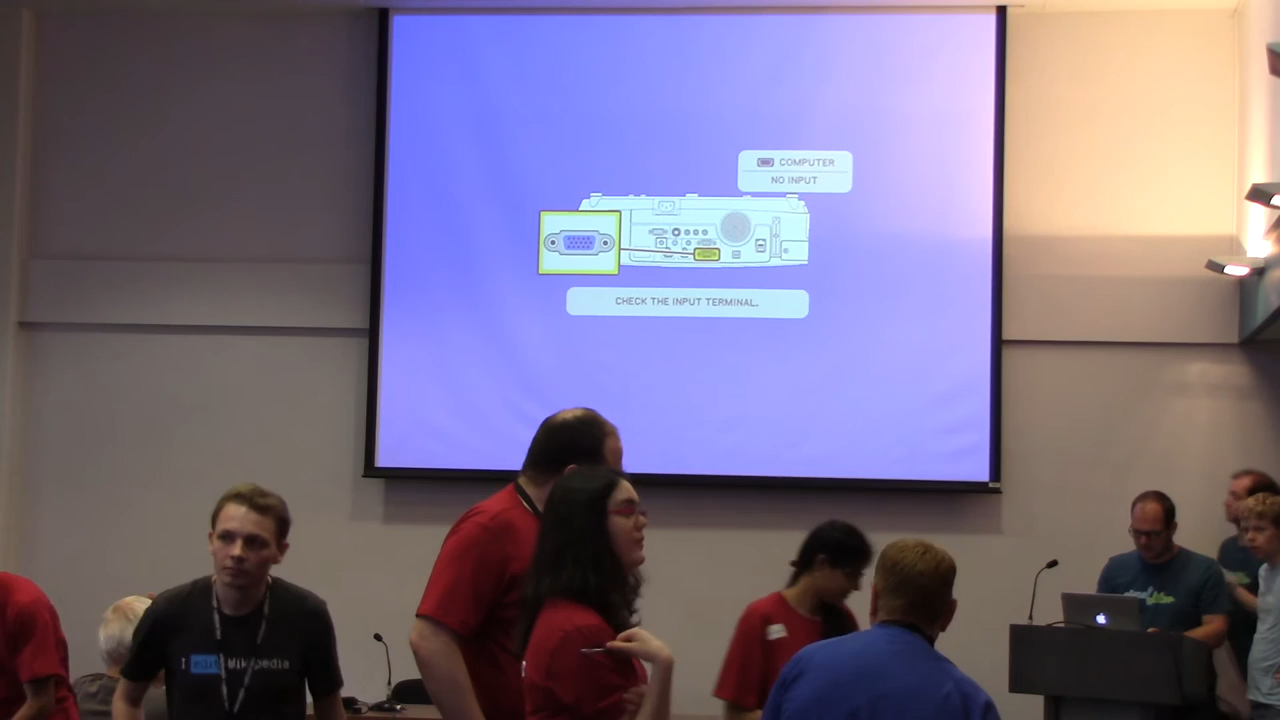 COMPUTER
NO INPUT
CHECK THE INPUT TERMINAL.
I edit Wikipedia